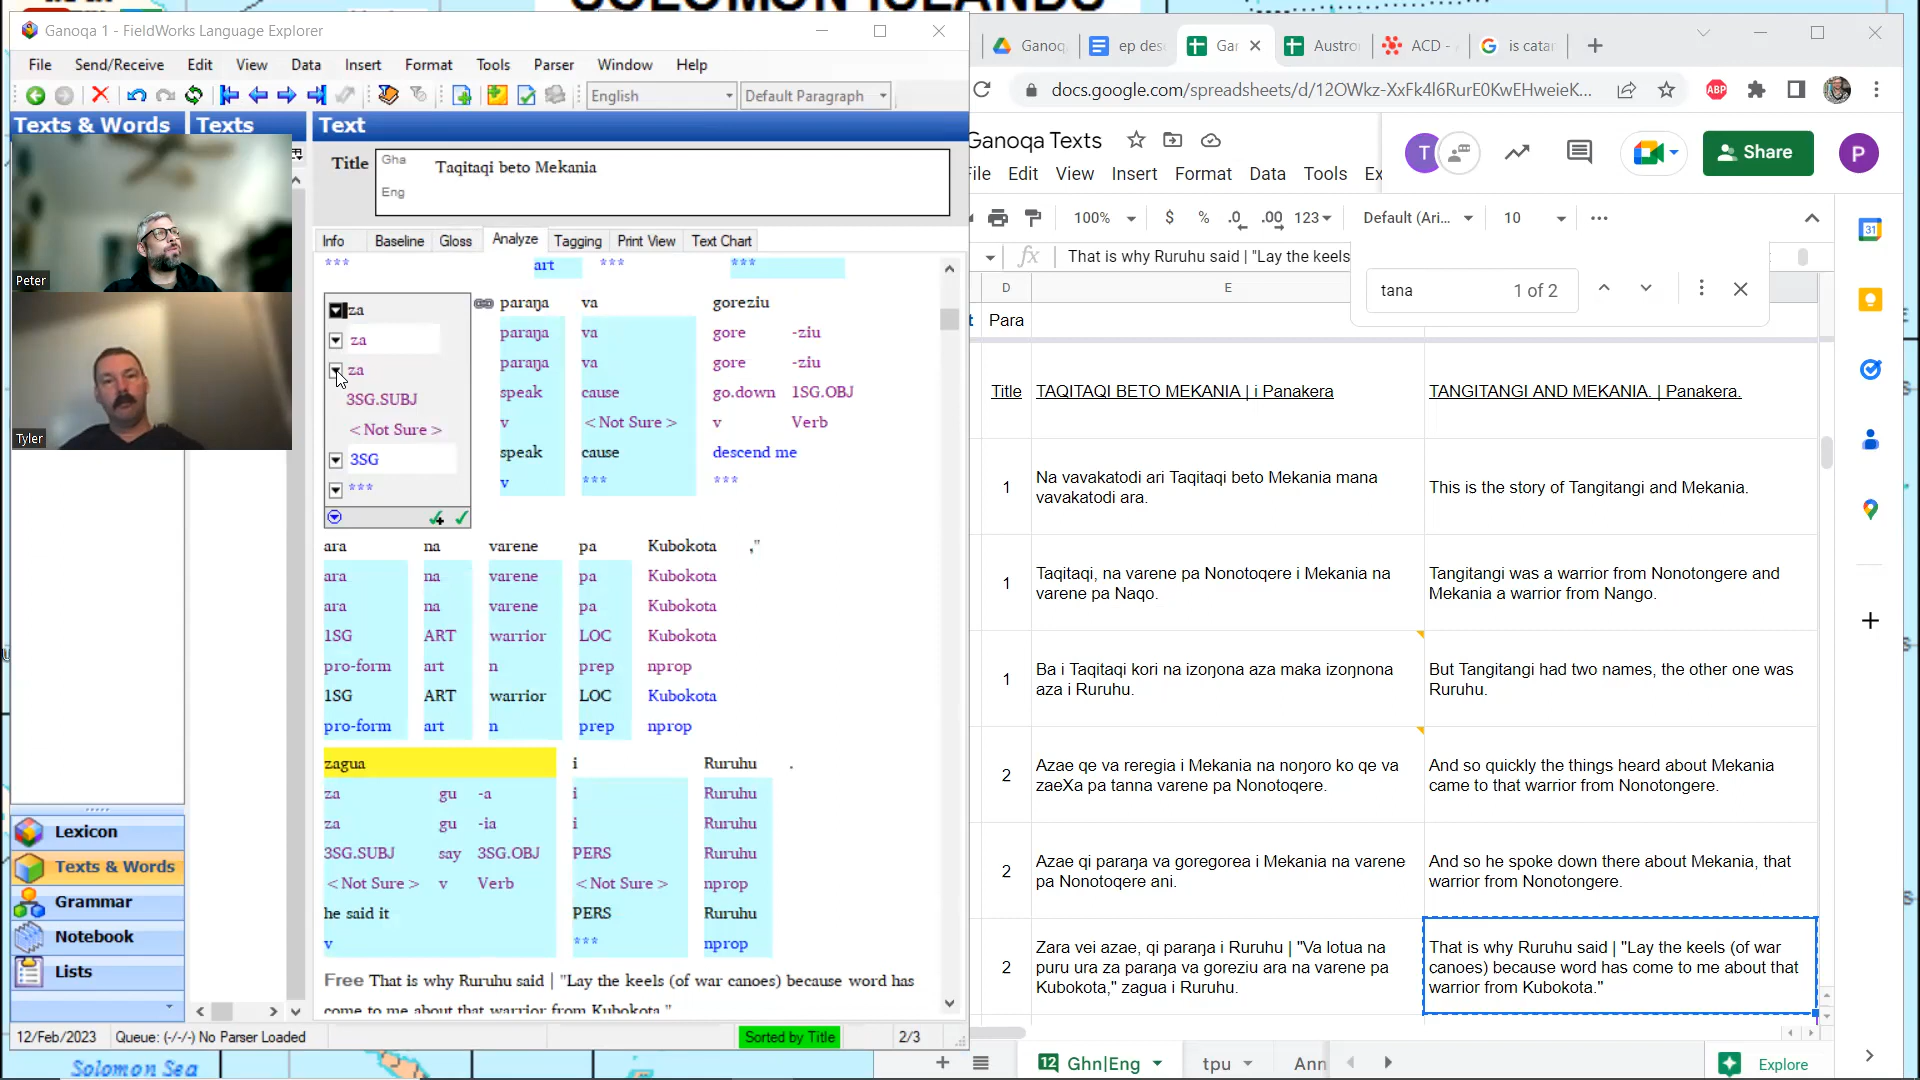 SOLOMON ISLANDS
Ganoqa 1 - FieldWorks Language Explorer
File Send/Receive Edit View Data Insert Format Tools Parser Window Help
English Default Paragraph
Texts & Words Texts Text
Title Gha Taqitaqi beto Mekania
Eng
Info Baseline Gloss Analyze Tagging Print View Text Chart
*** art *** ***
za paraŋa va goreziu
za paraŋa va gore -ziu
za paraŋa va gore -ziu
3SG.SUBJ speak cause go.down 1SG.OBJ
<Not Sure> v <Not Sure> v Verb
3SG speak cause descend me
*** v *** ***
ara na varene pa Kubokota ,"
ara na varene pa Kubokota
ara na varene pa Kubokota
1SG ART warrior LOC Kubokota
pro-form art n prep nprop
1SG ART warrior LOC Kubokota
pro-form art n prep nprop
zagua i Ruruhu .
za gu -a i Ruruhu
za gu -ia i Ruruhu
3SG.SUBJ say 3SG.OBJ PERS Ruruhu
<Not Sure> v Verb <Not Sure> nprop
he said it PERS Ruruhu
v *** nprop
Free That is why Ruruhu said | "Lay the keels (of war canoes) because word has
come to me about that warrior from Kubokota."
Peter
Tyler
Lexicon
Texts & Words
Grammar
Notebook
Lists
12/Feb/2023 Queue: (-/-/-) No Parser Loaded Sorted by Title 2/3
Solomon Sea
Ganoq ep des Gar Austro ACD - is catar
docs.google.com/spreadsheets/d/12OWkz-XxFk4l6RurE0KwEHweieK...
ABP
Ganoqa Texts
T Share P
ile Edit View Insert Format Data Tools Ex
100% $ % .0 .00 123 Default (Ari... 10
fx That is why Ruruhu said | "Lay the keels
tana 1 of 2
31
D E
t Para
Title TAQITAQI BETO MEKANIA | i Panakera TANGITANGI AND MEKANIA. | Panakera.
1 Na vavakatodi ari Taqitaqi beto Mekania mana
vavakatodi ara.
This is the story of Tangitangi and Mekania.
1 Taqitaqi, na varene pa Nonotoqere i Mekania na
varene pa Naqo.
Tangitangi was a warrior from Nonotongere and
Mekania a warrior from Nango.
1 Ba i Taqitaqi kori na izoŋona aza maka izoŋnona
aza i Ruruhu.
But Tangitangi had two names, the other one was
Ruruhu.
2 Azae qe va reregia i Mekania na noŋoro ko qe va
zaeXa pa tanna varene pa Nonotoqere.
And so quickly the things heard about Mekania
came to that warrior from Nonotongere.
2 Azae qi paraŋa va goregorea i Mekania na varene
pa Nonotoqere ani.
And so he spoke down there about Mekania, that
warrior from Nonotongere.
2 Zara vei azae, qi paraŋa i Ruruhu | "Va lotua na
puru ura za paraŋa va goreziu ara na varene pa
Kubokota," zagua i Ruruhu.
That is why Ruruhu said | "Lay the keels (of war
canoes) because word has come to me about that
warrior from Kubokota."
12 Ghn|Eng tpu Ann Explore